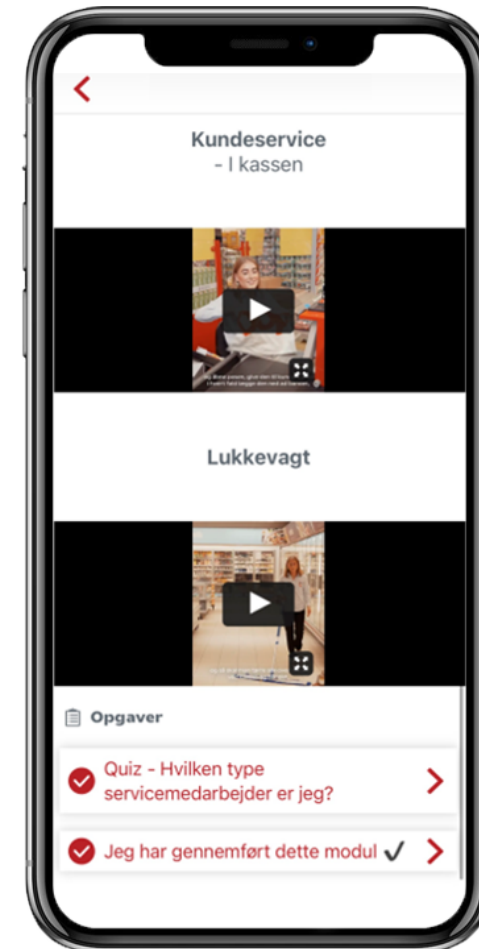 Kundeservice
- I kassen
Lukkevagt
Opgaver
Quiz - Hvilken type
servicemedarbejder er jeg?
Jeg har gennemført dette modul ✓